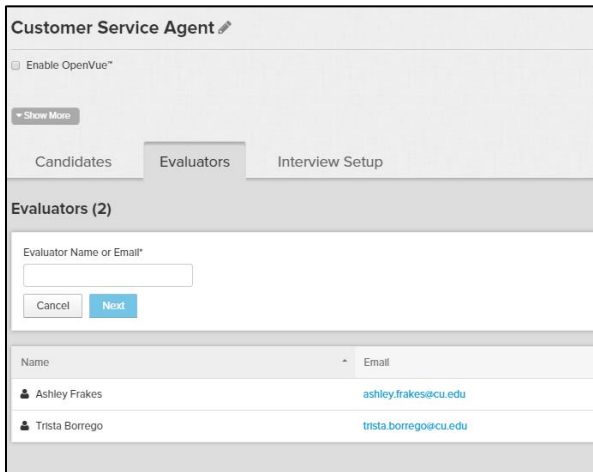 Customer Service Agent
Enable OpenVue™
Show More
Candidates Evaluators Interview Setup
Evaluators (2)
Evaluator Name or Email*
Cancel Next
Name Email
Ashley Frakes ashley.frakes@cu.edu
Trista Borrego trista.borrego@cu.edu